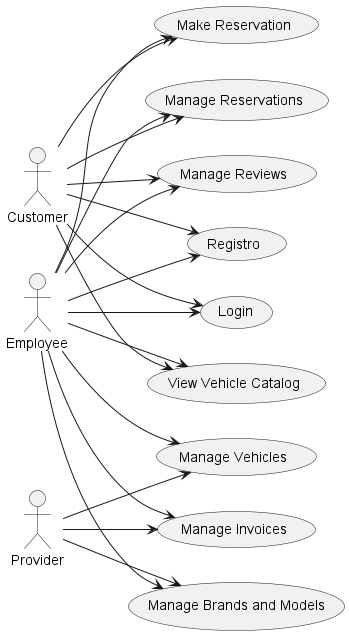 Make Reservation
Manage Reservations
Customer
Manage Reviews
Registro
Employee
Login
View Vehicle Catalog
Manage Vehicles
Provider
Manage Invoices
Manage Brands and Models